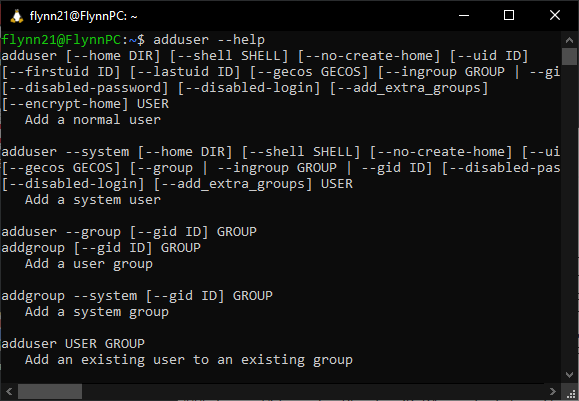 flynn21@FlynnPC: ~
flynn21@FlynnPC:~$ adduser --help
adduser [--home DIR] [--shell SHELL] [--no-create-home] [--uid ID]
[--firstuid ID] [--lastuid ID] [--gecos GECOS] [--ingroup GROUP | --gi
[--disabled-password] [--disabled-login] [--add_extra_groups]
[--encrypt-home] USER
   Add a normal user
adduser --system [--home DIR] [--shell SHELL] [--no-create-home] [--ui
[--gecos GECOS] [--group | --ingroup GROUP | --gid ID] [--disabled-pas
[--disabled-login] [--add_extra_groups] USER
   Add a system user
adduser --group [--gid ID] GROUP
addgroup [--gid ID] GROUP
   Add a user group
addgroup --system [--gid ID] GROUP
   Add a system group
adduser USER GROUP
   Add an existing user to an existing group